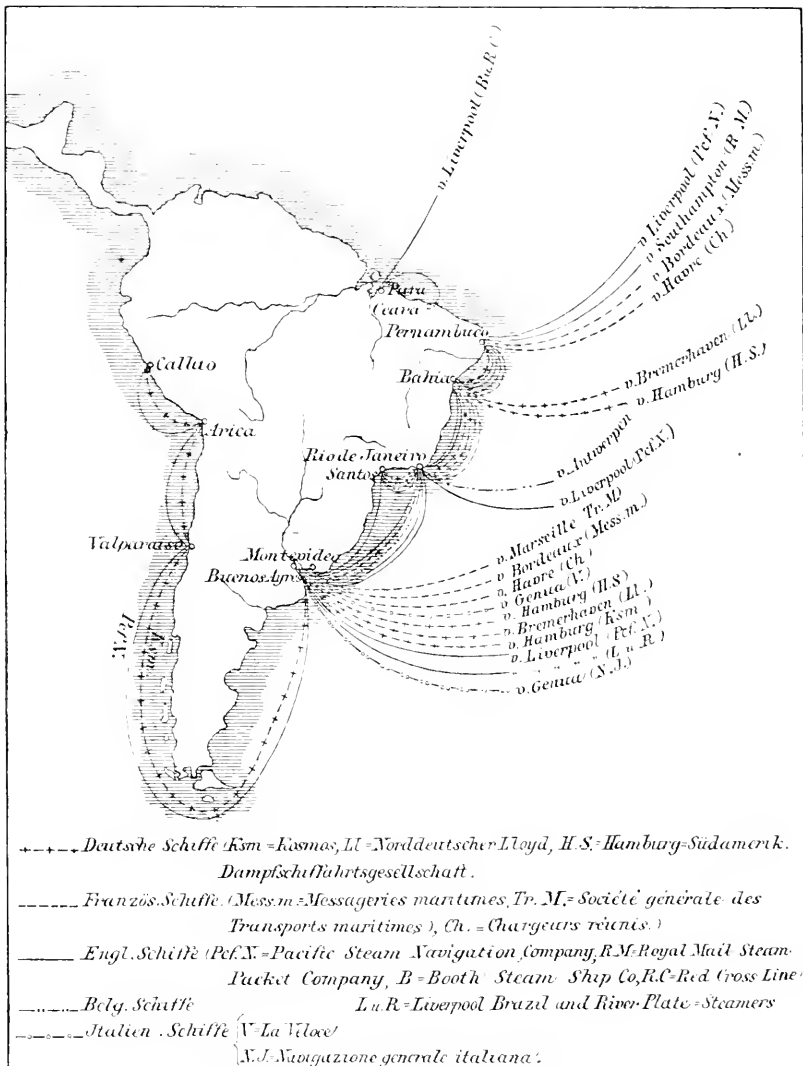 v. Liverpool (B u. R C)
v. Liverpool (Pcf. N.)
v. Southampton (R M.)
v. Bordeaux (Mess. m.)
v. Havre (Ch)
Para
Ceara
Pernambuco
Callao
Bahia
v. Bremerhaven (Ll.)
v. Hamburg (H. S.)
Arica
Rio de Janeiro
Santos
v. Antwerpen
v. Liverpool Pcf. N.)
Valparaiso
Montevideo
Buenos Ayres
v. Marseille Tr. M)
v. Bordeaux (Mess. m.)
v. Havre (Ch)
v. Genua (V.)
v. Hamburg (H S)
v. Bremerhaven (Ll.)
v. Hamburg (Ksm)
v. Liverpool (Pcf. N.)
" " " (L u. R)
v. Genua (N. J.)
Pcf. N.
Ksm
Deutsche Schiffe (Ksm = Kosmos, Ll = Norddeutscher Lloyd, H. S. = Hamburg=Südamerik.
Dampfschiffahrtsgesellschaft.
Französ. Schiffe. (Mess. m. = Messageries maritimes, Tr. M. = Société générale des
Transports maritimes), Ch. = Chargeurs réunis.)
Engl. Schiffe (Pcf. N. = Pacific Steam Navigation Company, R. M = Royal Mail Steam
Packet Company, B = Booth Steam Ship Co, R. C = Red Cross Line
Belg. Schiffe L u. R = Liverpool Brazil and River Plate = Steamers
Italien. Schiffe {V = La Veloce
{N. J. = Navigazione generale italiana.